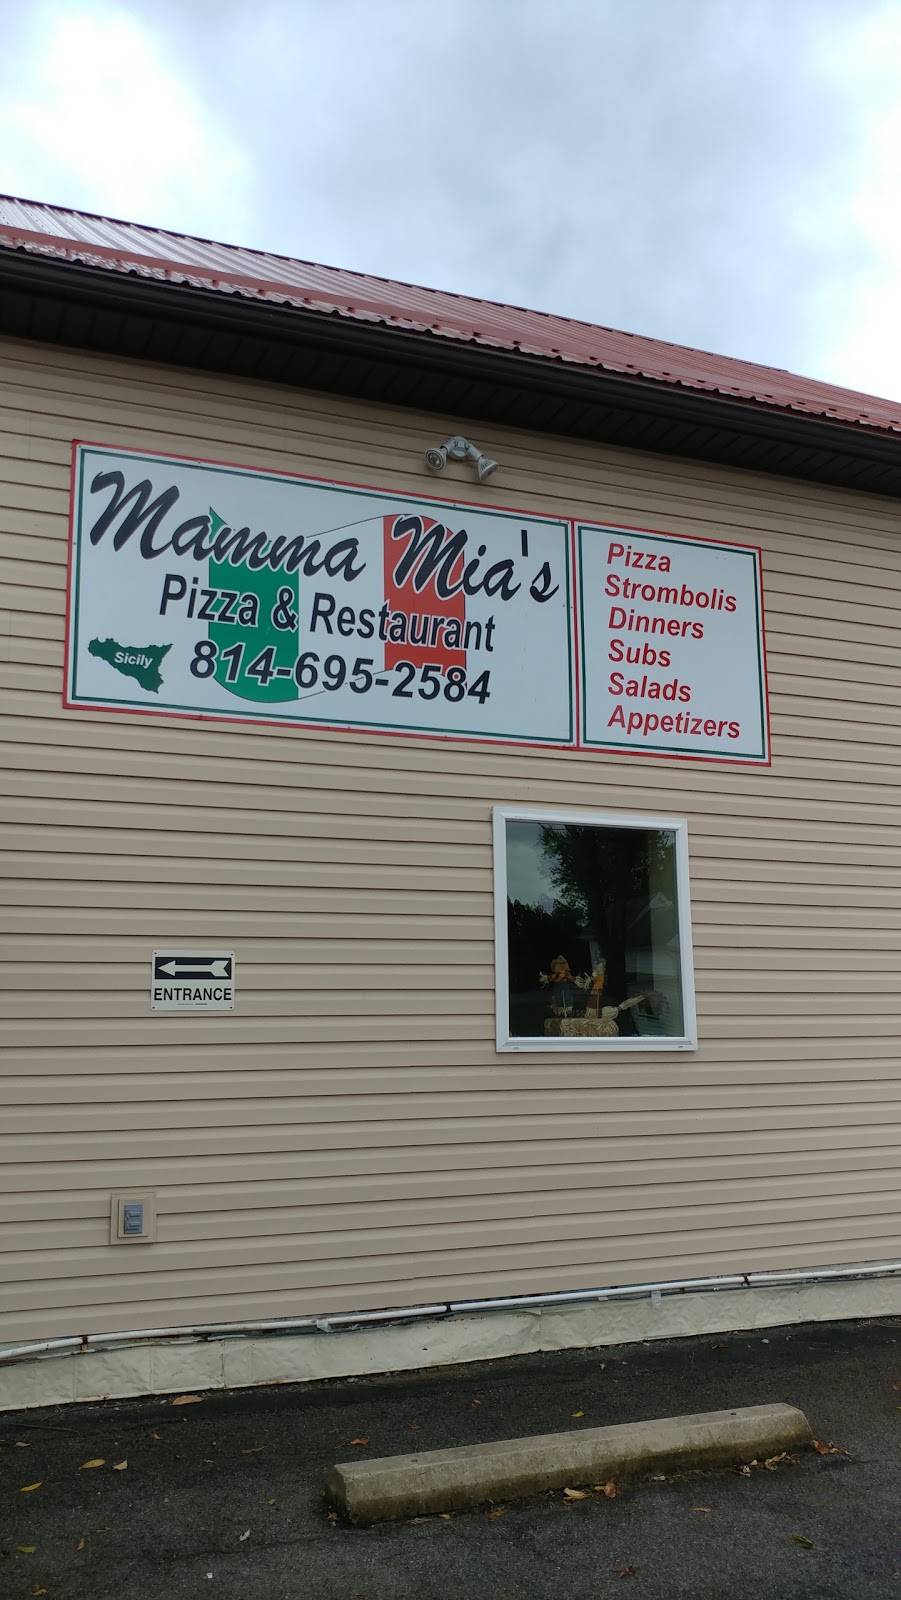 Mamma Mia's
Pizza & Restaurant
Sicily
814-695-2584
Pizza
Strombolis
Dinners
Subs
Salads
Appetizers
ENTRANCE